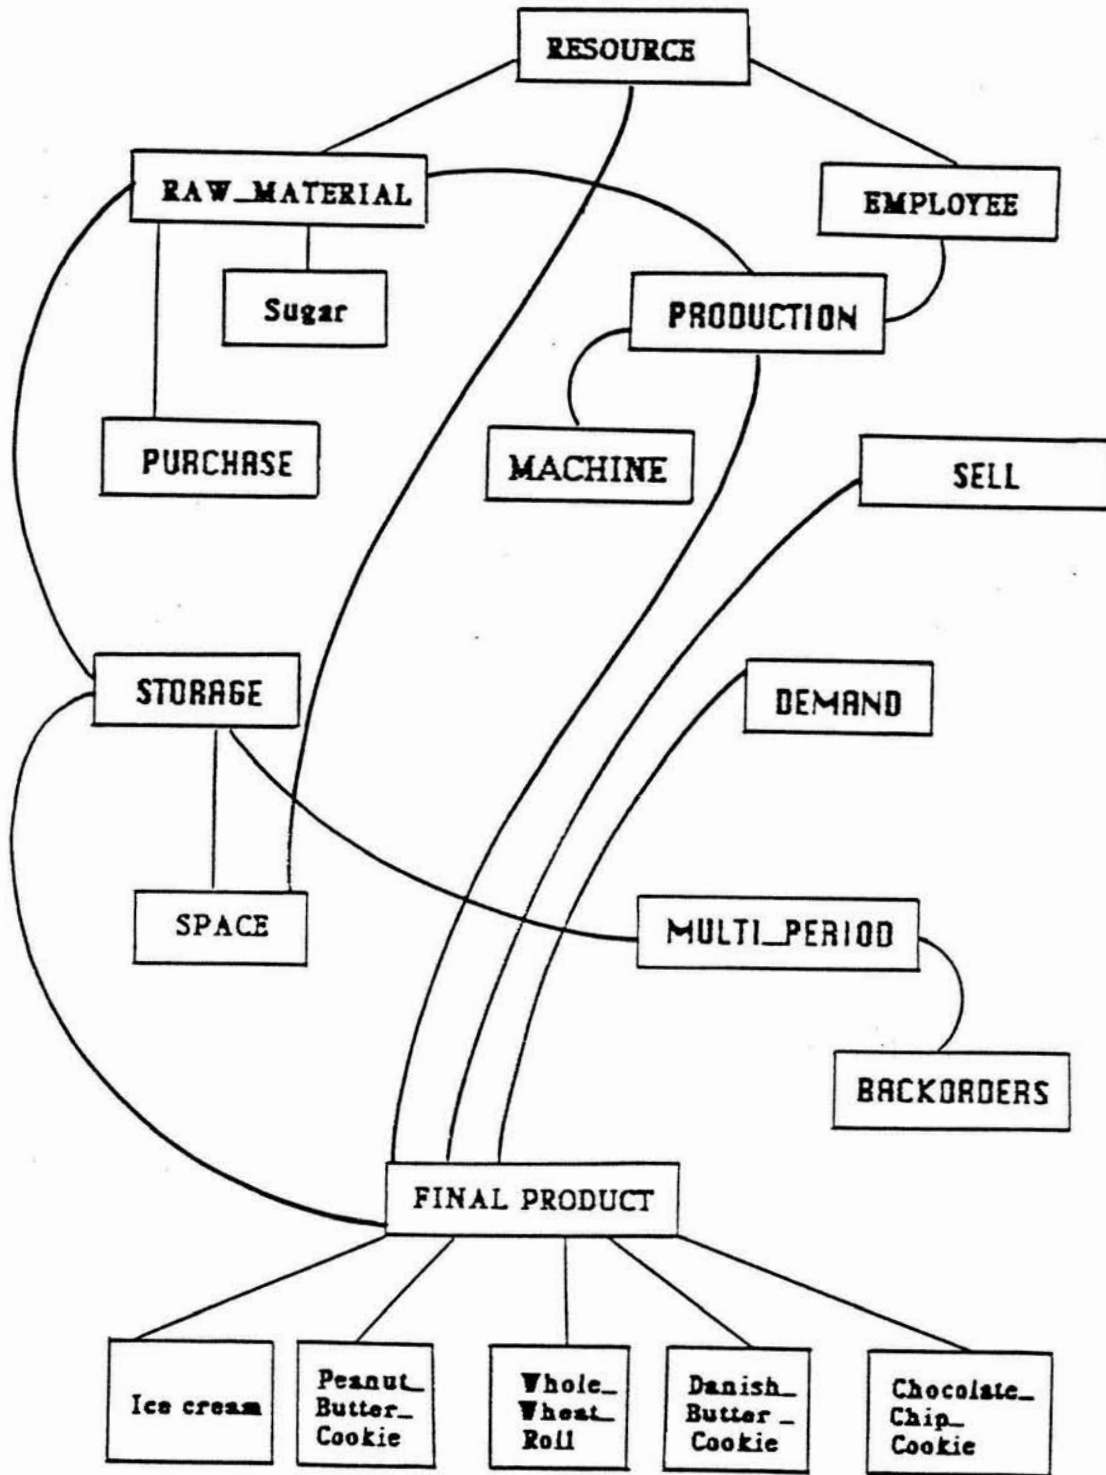 RESOURCE
RAW_MATERIAL
EMPLOYEE
Sugar
PRODUCTION
PURCHASE
MACHINE
SELL
STORAGE
DEMAND
SPACE
MULTI_PERIOD
BACKORDERS
FINAL PRODUCT
Ice cream
Peanut_
Butter_
Cookie
Whole_
Wheat_
Roll
Danish_
Butter_
Cookie
Chocolate_
Chip_
Cookie